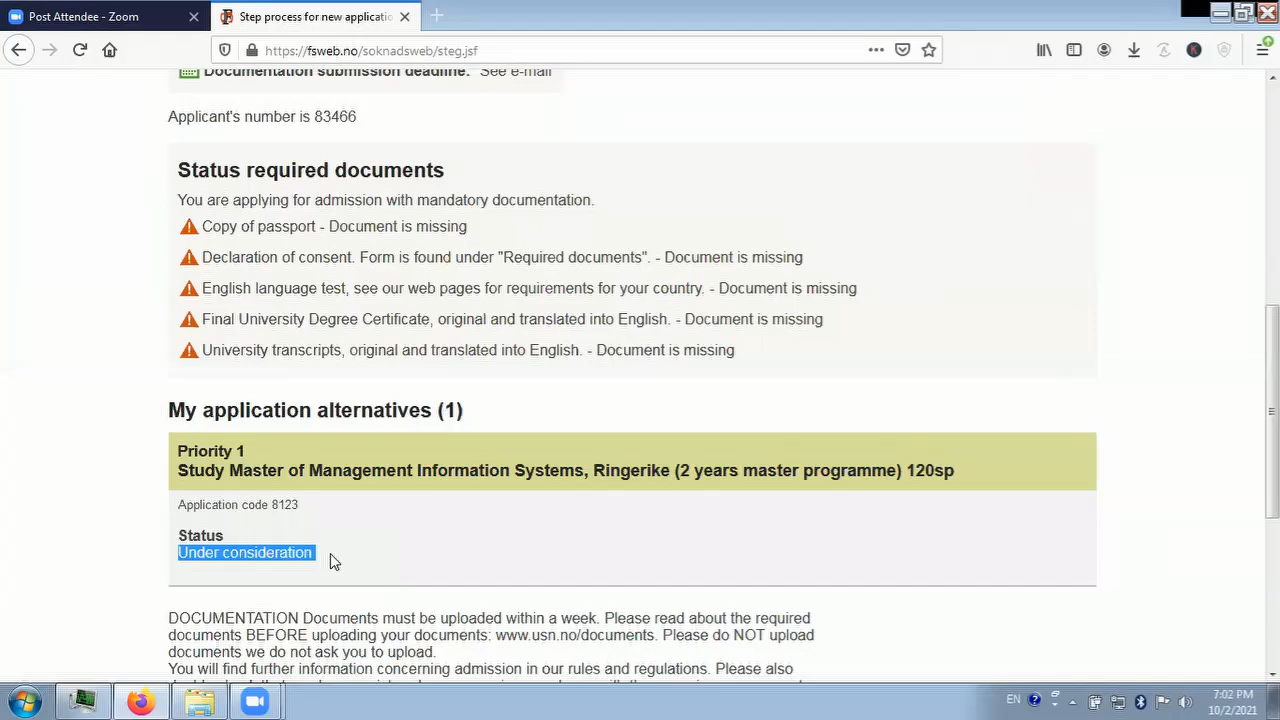 Post Attendee - Zoom
Step process for new applicatio
https://fsweb.no/soknadsweb/steg.jsf
Documentation submission deadline: See e-mail
Applicant's number is 83466
Status required documents
You are applying for admission with mandatory documentation.
Copy of passport - Document is missing
Declaration of consent. Form is found under "Required documents". - Document is missing
English language test, see our web pages for requirements for your country. - Document is missing
Final University Degree Certificate, original and translated into English. - Document is missing
University transcripts, original and translated into English. - Document is missing
My application alternatives (1)
Priority 1
Study Master of Management Information Systems, Ringerike (2 years master programme) 120sp
Application code 8123
Status
Under consideration
DOCUMENTATION Documents must be uploaded within a week. Please read about the required
documents BEFORE uploading your documents: www.usn.no/documents. Please do NOT upload
documents we do not ask you to upload.
You will find further information concerning admission in our rules and regulations. Please also
EN
7:02 PM
10/2/2021